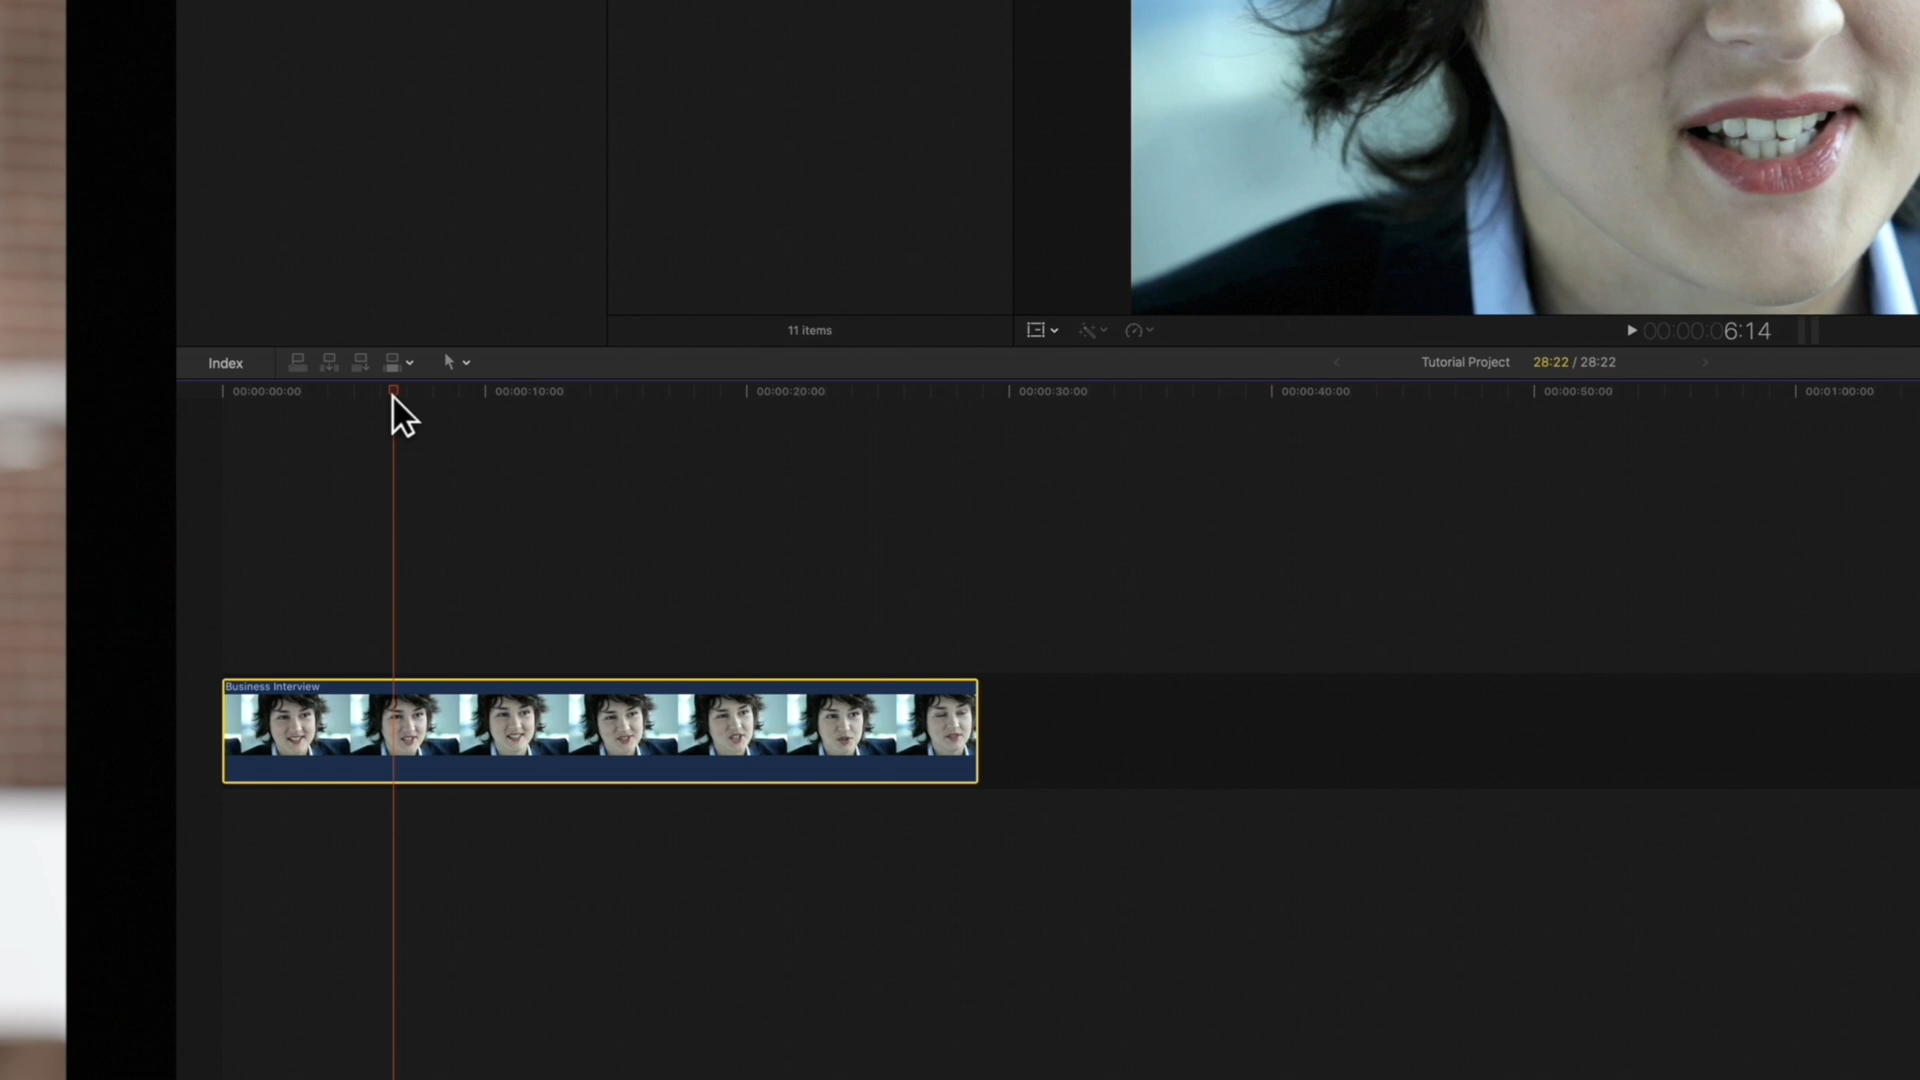 11 items
00:00:06:14
Index
Tutorial Project 28:22 / 28:22
00:00:00:00 00:00:10:00 00:00:20:00 00:00:30:00 00:00:40:00 00:00:50:00 00:01:00:00
Business Interview